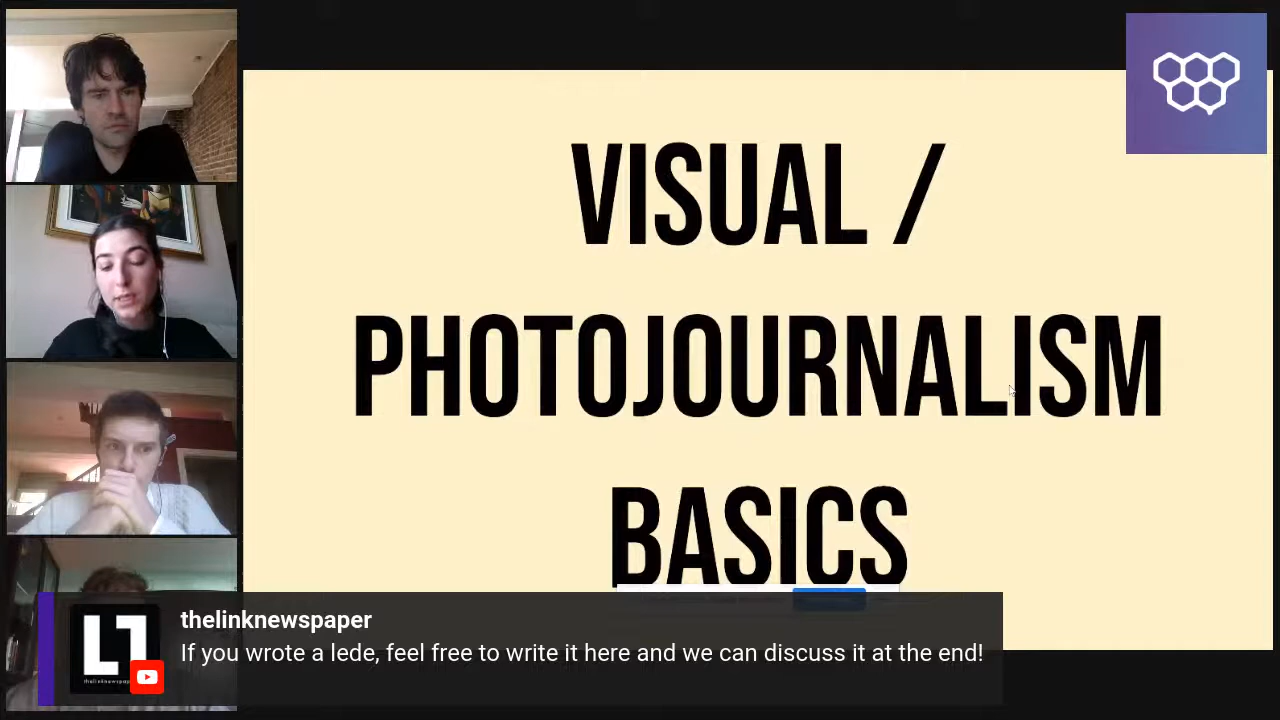 VISUAL /
PHOTOJOURNALISM
BASICS
thelinknewspaper
If you wrote a lede, feel free to write it here and we can discuss it at the end!